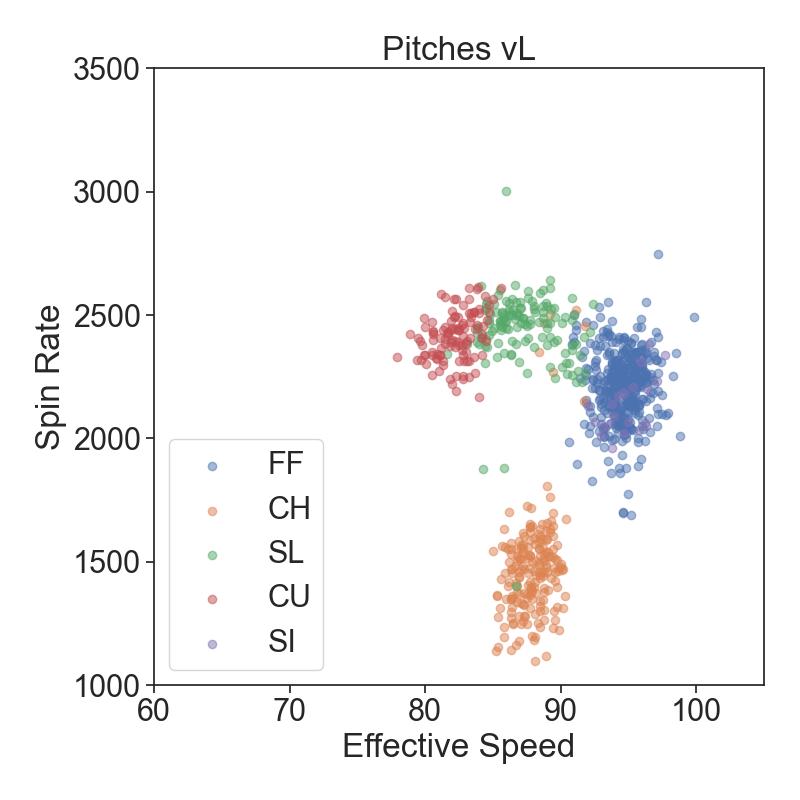 Pitches vL
3500
3000
2500
2000
1500
1000
Spin Rate
FF
CH
SL
CU
SI
60 70 80 90 100
Effective Speed